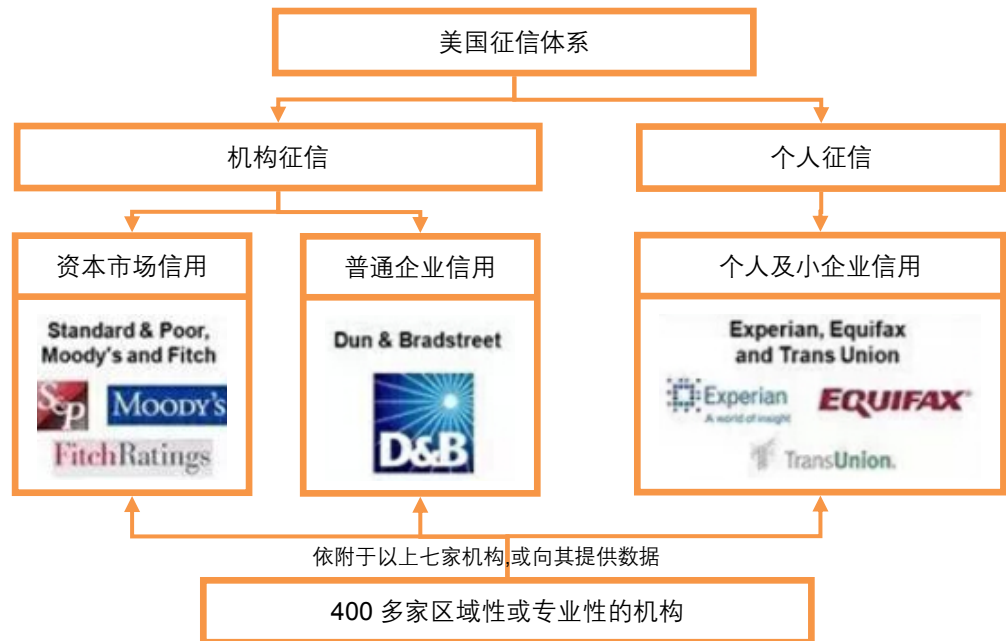 美国征信体系
机构征信
个人征信
资本市场信用
普通企业信用
个人及小企业信用
Standard & Poor,
Moody's and Fitch
S&P
MOODY'S
FitchRatings
Dun & Bradstreet
D&B
Experian, Equifax
and Trans Union
Experian
A world of insight
EQUIFAX
TransUnion.
依附于以上七家机构,或向其提供数据
400 多家区域性或专业性的机构